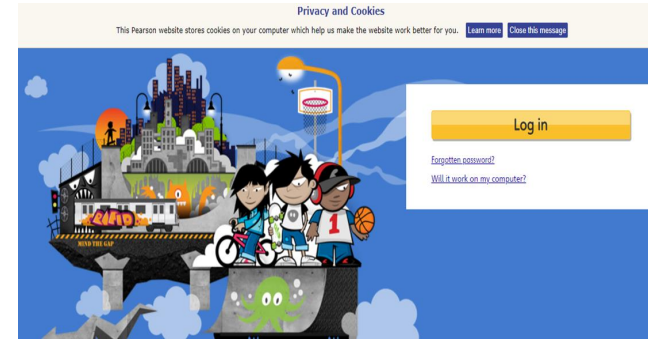 Privacy and Cookies
This Pearson website stores cookies on your computer which help us make the website work better for you. Learn more Close this message
Log in
Forgotten password?
Will it work on my computer?
MIND THE GAP
1